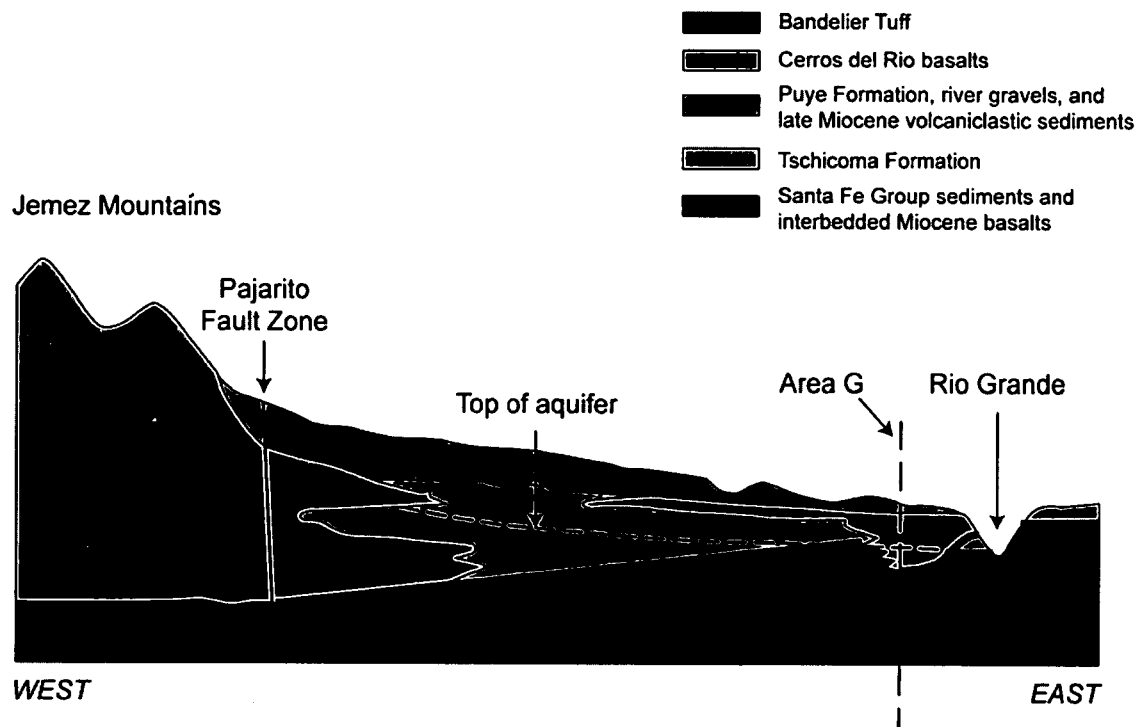 Bandelier Tuff
Cerros del Rio basalts
Puye Formation, river gravels, and
late Miocene volcaniclastic sediments
Tschicoma Formation
Santa Fe Group sediments and
interbedded Miocene basalts
Jemez Mountains
Pajarito
Fault Zone
Top of aquifer
Area G
Rio Grande
WEST
EAST